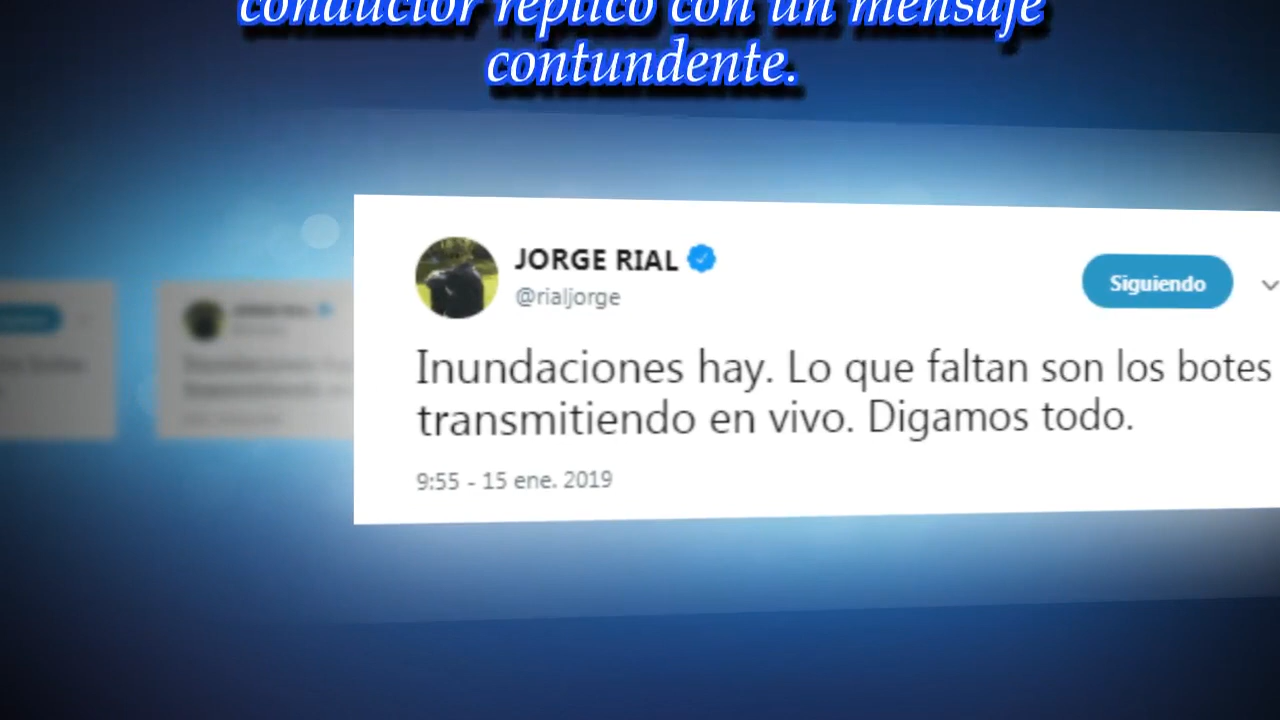 conductor replicó con un mensaje
contundente.
JORGE RIAL
@rialjorge
Siguiendo
Inundaciones hay. Lo que faltan son los botes
transmitiendo en vivo. Digamos todo.
9:55 - 15 ene. 2019